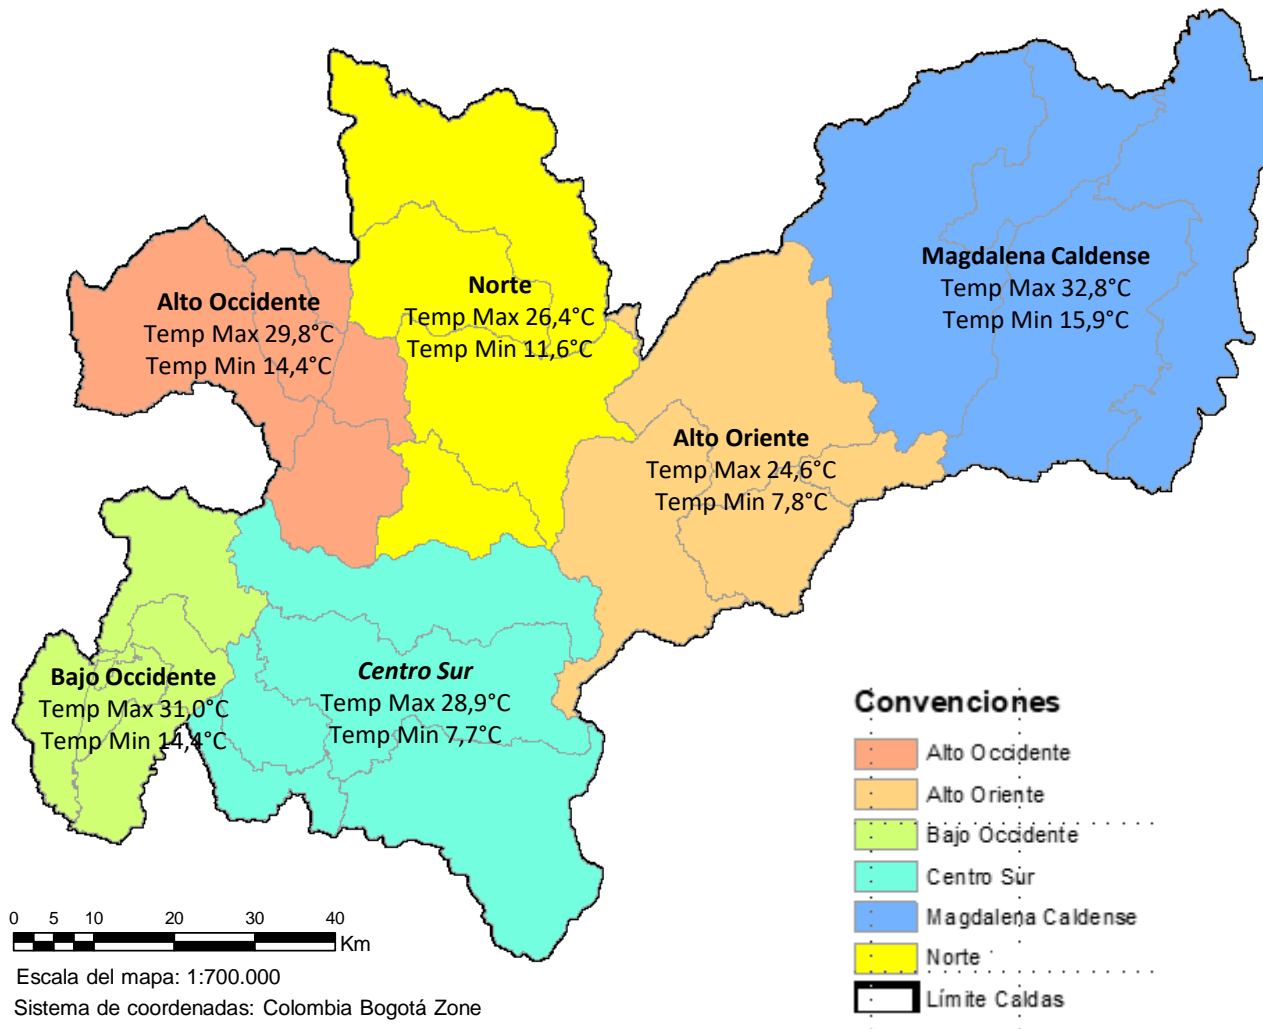 Alto Occidente
Temp Max 29,8°C
Temp Min 14,4°C
Norte
Temp Max 26,4°C
Temp Min 11,6°C
Magdalena Caldense
Temp Max 32,8°C
Temp Min 15,9°C
Alto Oriente
Temp Max 24,6°C
Temp Min 7,8°C
Bajo Occidente
Temp Max 31,0°C
Temp Min 14,4°C
Centro Sur
Temp Max 28,9°C
Temp Min 7,7°C
Convenciones
Alto Occidente
Alto Oriente
Bajo Occidente
Centro Sur
Magdalena Caldense
Norte
Límite Caldas
0 5 10 20 30 40
Km
Escala del mapa: 1:700.000
Sistema de coordenadas: Colombia Bogotá Zone